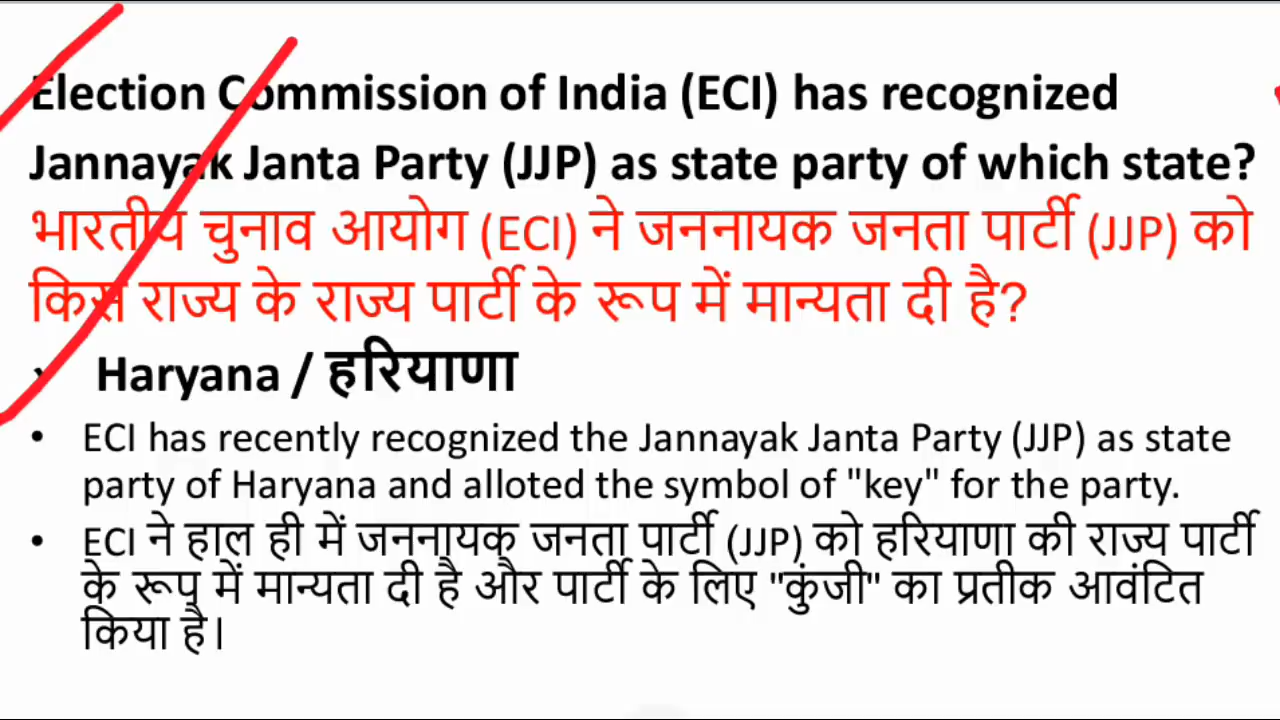 Election Commission of India (ECI) has recognized
Jannayak Janta Party (JJP) as state party of which state?
भारतीय चुनाव आयोग (ECI) ने जननायक जनता पार्टी (JJP) को
किस राज्य के राज्य पार्टी के रूप में मान्यता दी है?
Haryana / हरियाणा
• ECI has recently recognized the Jannayak Janta Party (JJP) as state
party of Haryana and alloted the symbol of "key" for the party.
• ECI ने हाल ही में जननायक जनता पार्टी (JJP) को हरियाणा की राज्य पार्टी
के रूप में मान्यता दी है और पार्टी के लिए "कुंजी" का प्रतीक आवंटित
किया है।